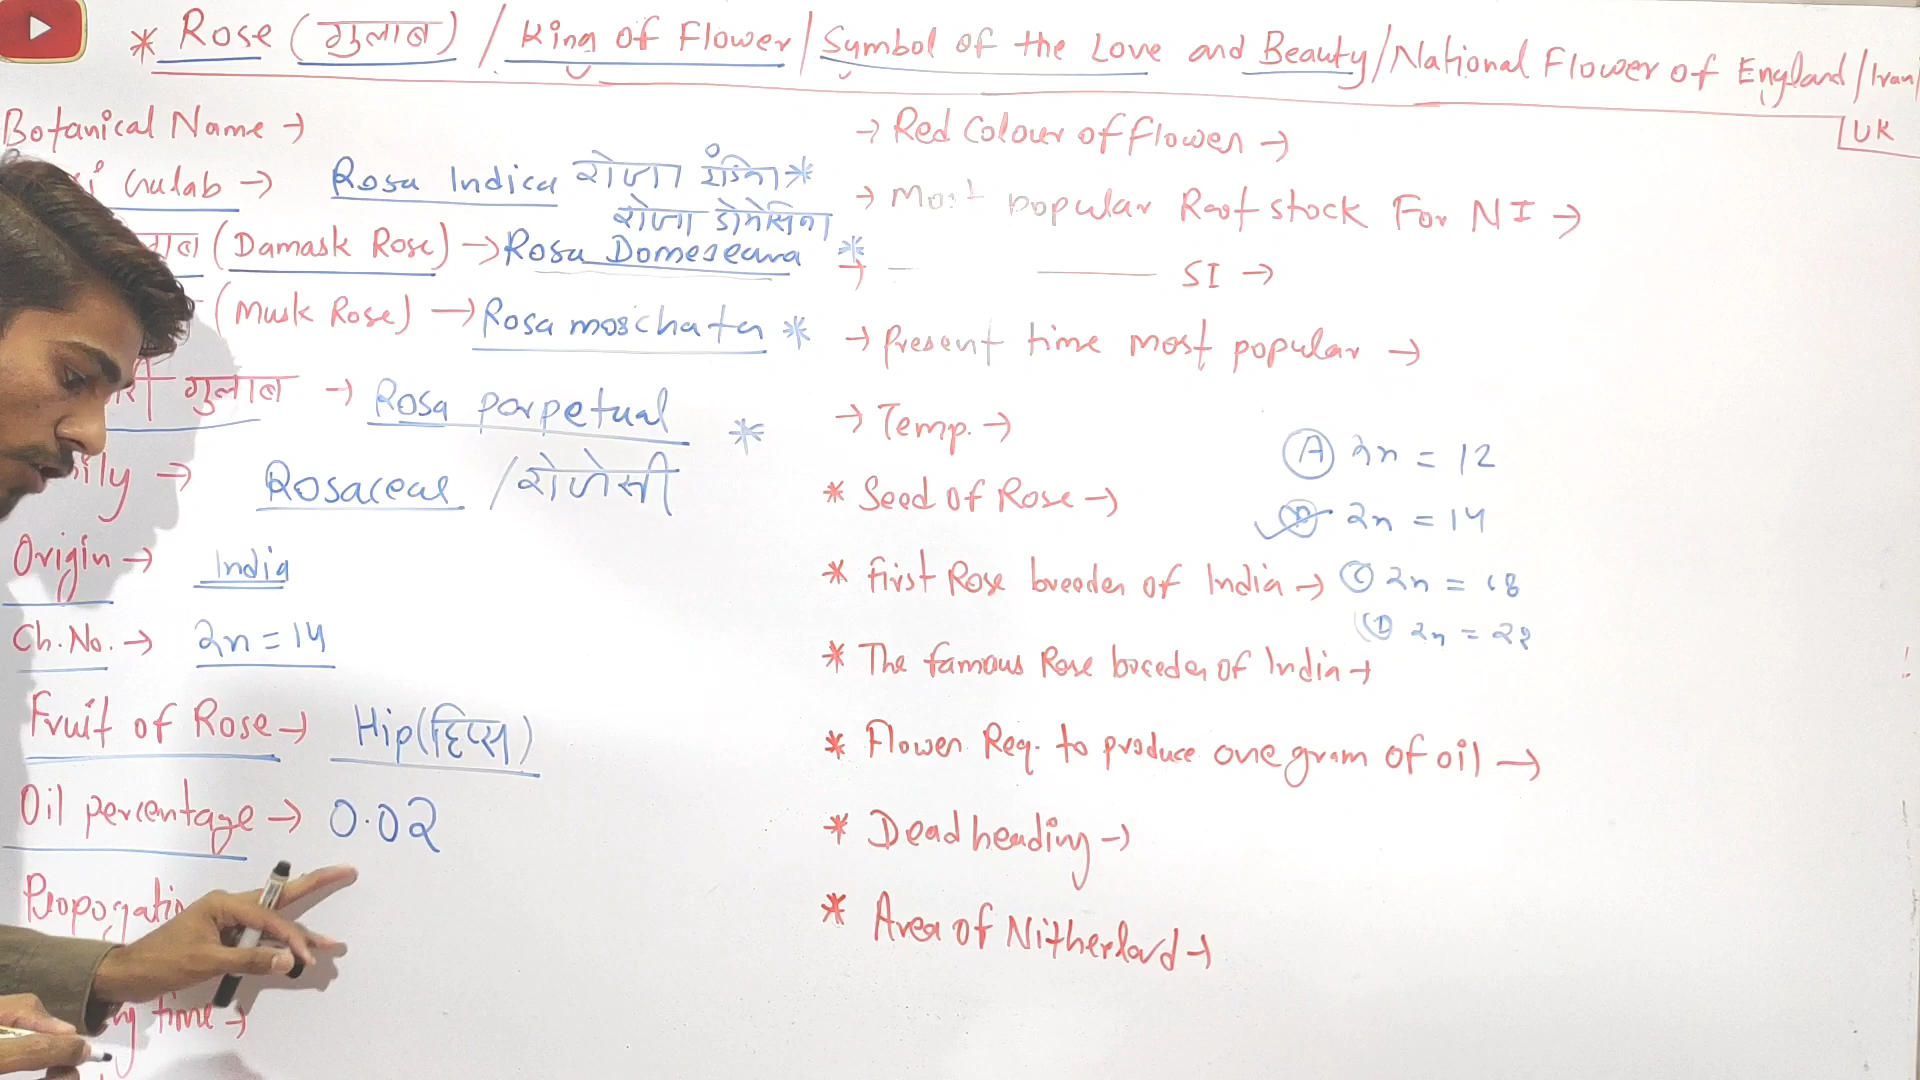 * Rose (गुलाब) / King of Flower / Symbol of the Love and Beauty / National Flower of England / Iran /
UK
Botanical Name →
Gulab → Rosa Indica रोजा इंडिका *
रोजा डोमेसिना
(Damask Rose) → Rosa Domesceana *
(Musk Rose) → Rosa moschata *
गुलाब → Rosa perpetual *
ily → Rosaceae / रोजेसी
Origin → India
Ch. No. → 2n = 14
Fruit of Rose → Hip (हिप्स)
Oil percentage → 0.02
Propogatin
ng time →
→ Red Colour of flower →
→ Most popular Root stock For NI →
→ — ——— SI →
→ Present time most popular →
→ Temp. →
* Seed of Rose →
* First Rose breeder of India →
* The famous Rose breeder of India →
* Flower Req. to produce one gram of oil →
* Dead heading →
* Area of Nitherland →
A 2n = 12
2n = 14
C 2n = 18
D 2n = 22